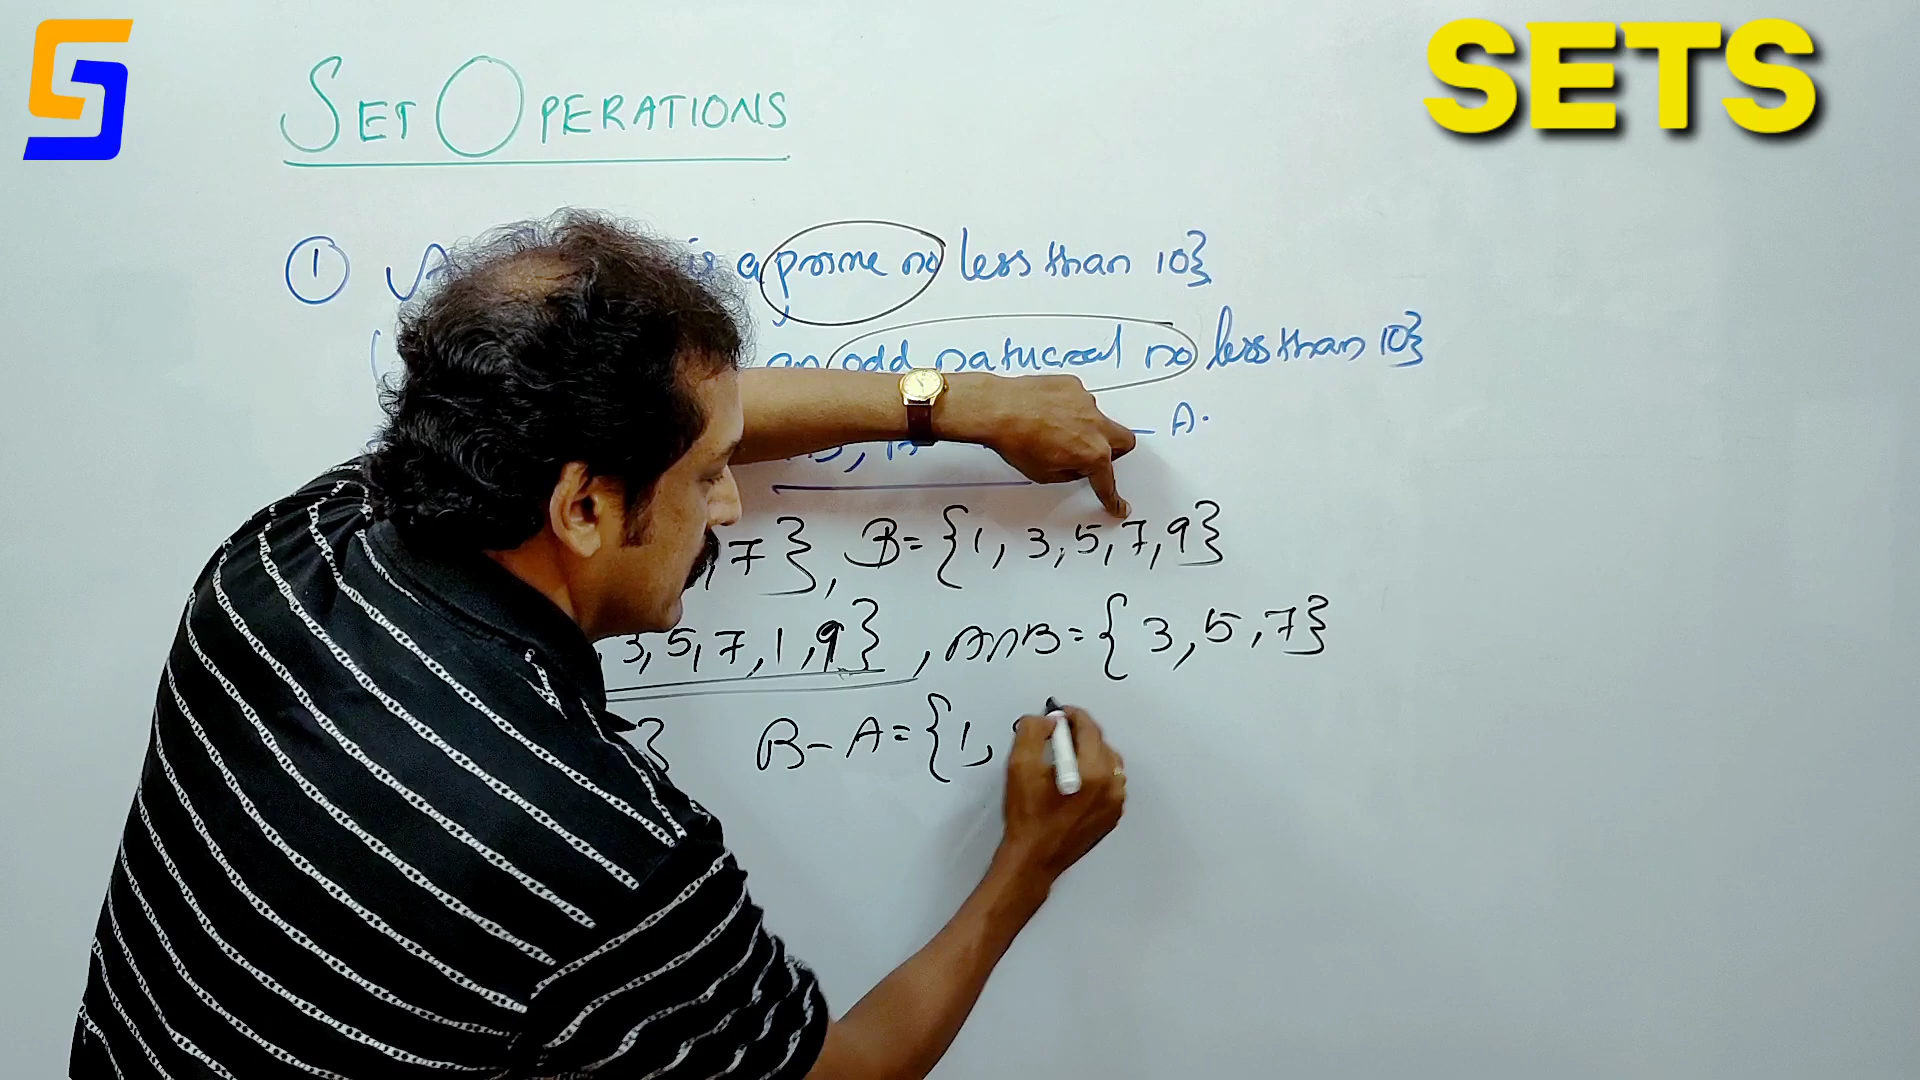 SETS
SET OPERATIONS
① A a prime no less than 10}
an odd natural no less than 10}
A.
,7}, B={1, 3,5,7,9}
3,5,7,1,9}, A∩B={3,5,7}
} B-A={1,